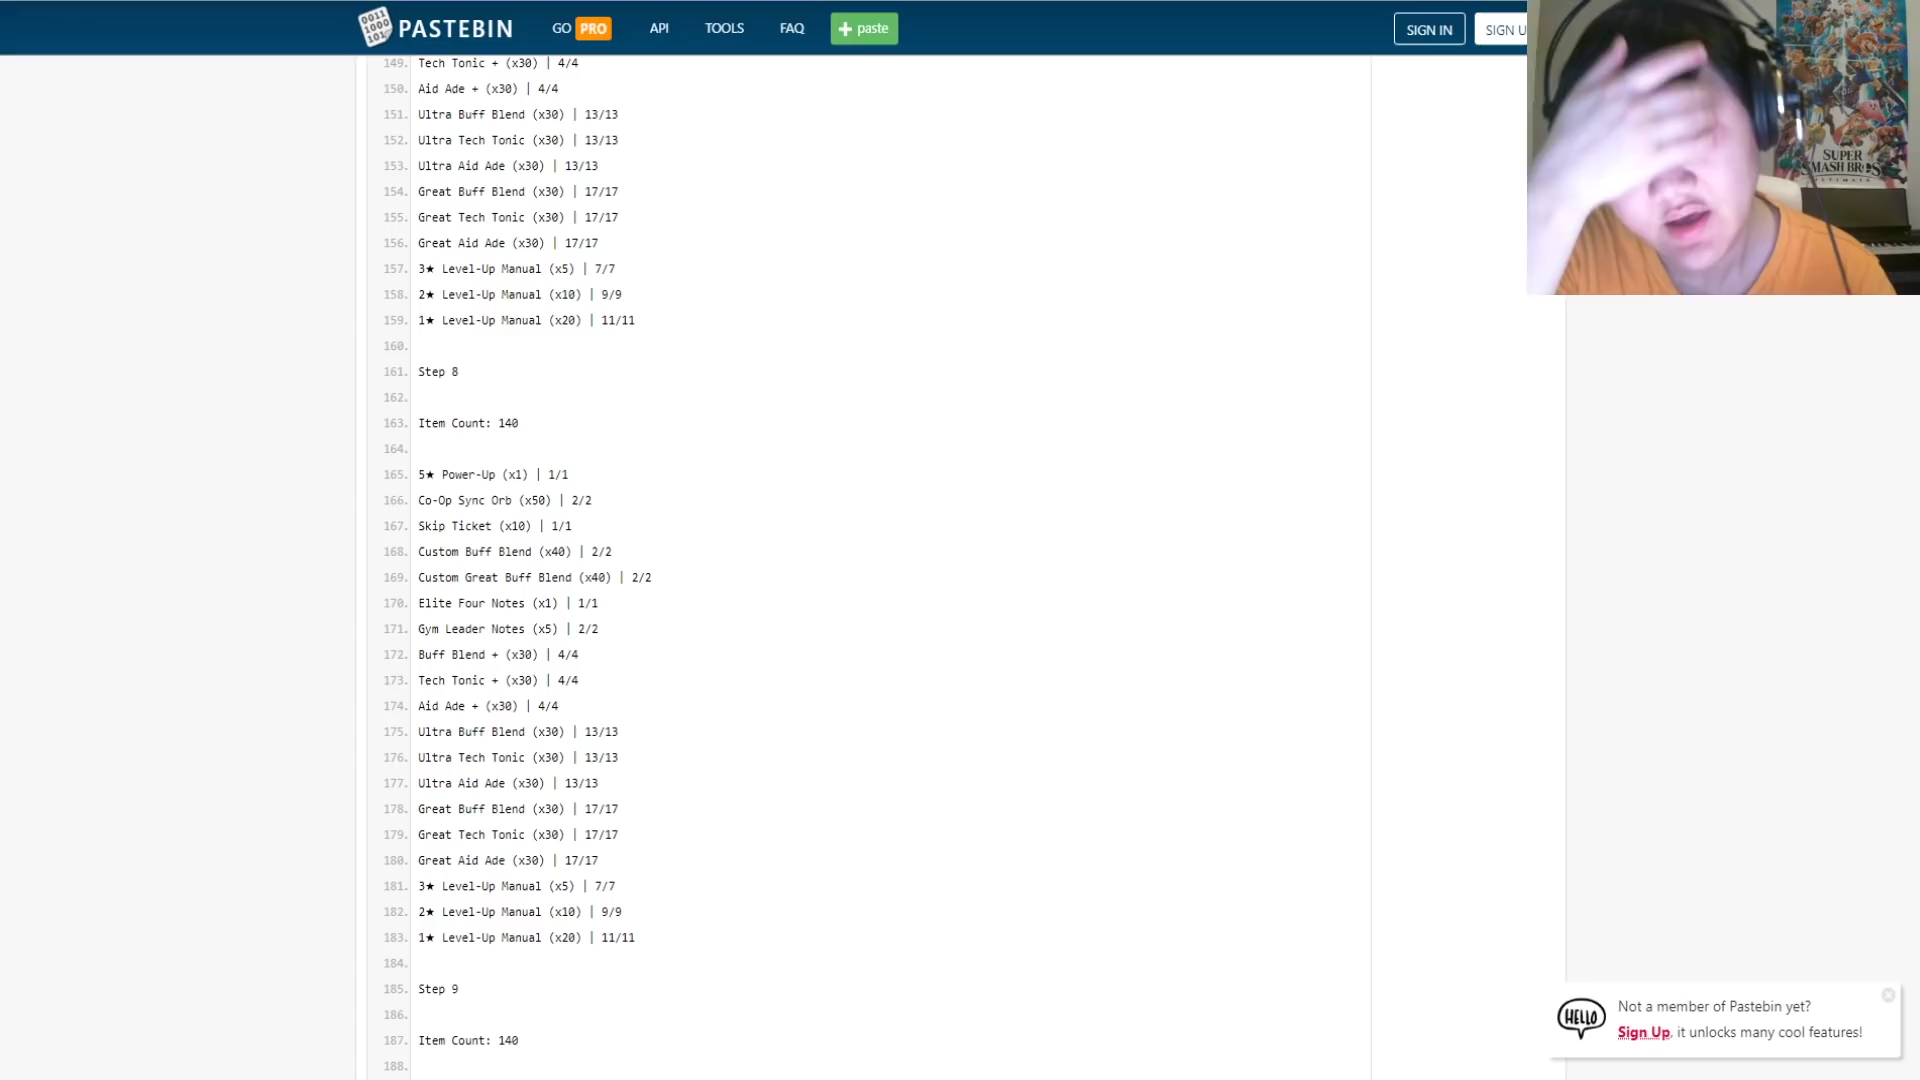 PASTEBIN
GO PRO
API
TOOLS
FAQ
+ paste
SIGN IN
SIGN U
149. Tech Tonic + (x30) | 4/4
150. Aid Ade + (x30) | 4/4
151. Ultra Buff Blend (x30) | 13/13
152. Ultra Tech Tonic (x30) | 13/13
153. Ultra Aid Ade (x30) | 13/13
154. Great Buff Blend (x30) | 17/17
155. Great Tech Tonic (x30) | 17/17
156. Great Aid Ade (x30) | 17/17
157. 3★ Level-Up Manual (x5) | 7/7
158. 2★ Level-Up Manual (x10) | 9/9
159. 1★ Level-Up Manual (x20) | 11/11
160.
161. Step 8
162.
163. Item Count: 140
164.
165. 5★ Power-Up (x1) | 1/1
166. Co-Op Sync Orb (x50) | 2/2
167. Skip Ticket (x10) | 1/1
168. Custom Buff Blend (x40) | 2/2
169. Custom Great Buff Blend (x40) | 2/2
170. Elite Four Notes (x1) | 1/1
171. Gym Leader Notes (x5) | 2/2
172. Buff Blend + (x30) | 4/4
173. Tech Tonic + (x30) | 4/4
174. Aid Ade + (x30) | 4/4
175. Ultra Buff Blend (x30) | 13/13
176. Ultra Tech Tonic (x30) | 13/13
177. Ultra Aid Ade (x30) | 13/13
178. Great Buff Blend (x30) | 17/17
179. Great Tech Tonic (x30) | 17/17
180. Great Aid Ade (x30) | 17/17
181. 3★ Level-Up Manual (x5) | 7/7
182. 2★ Level-Up Manual (x10) | 9/9
183. 1★ Level-Up Manual (x20) | 11/11
184.
185. Step 9
186.
187. Item Count: 140
188.
SUPER
SMASH BROS
ULTIMATE
HELLO
Not a member of Pastebin yet?
Sign Up, it unlocks many cool features!
0011
1000
101